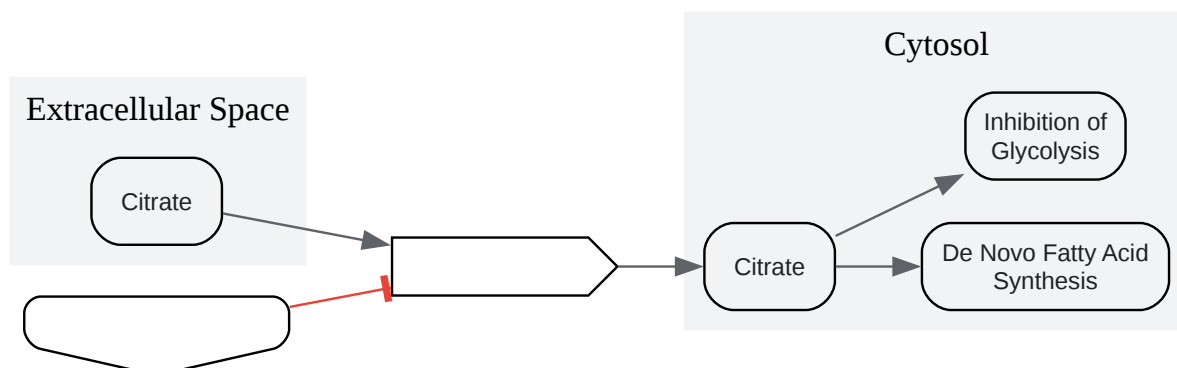 Cytosol
Extracellular Space
Inhibition of
Glycolysis
Citrate
Citrate
De Novo Fatty Acid
Synthesis